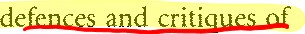 defences and critiques of